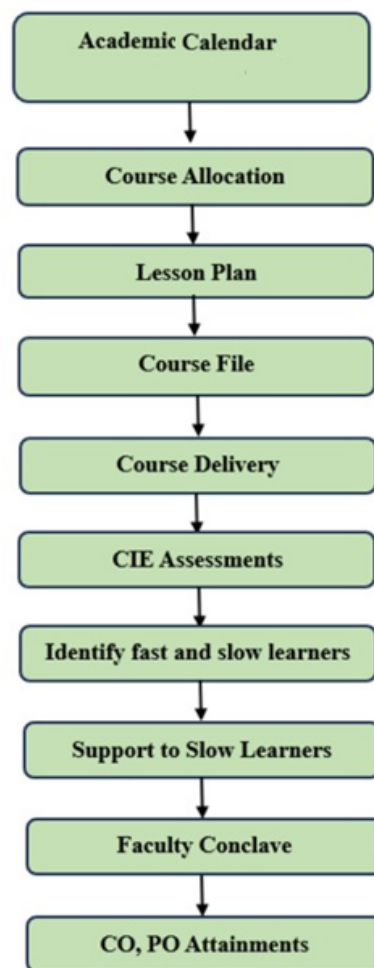 Academic Calendar
Course Allocation
Lesson Plan
Course File
Course Delivery
CIE Assessments
Identify fast and slow learners
Support to Slow Learners
Faculty Conclave
CO, PO Attainments